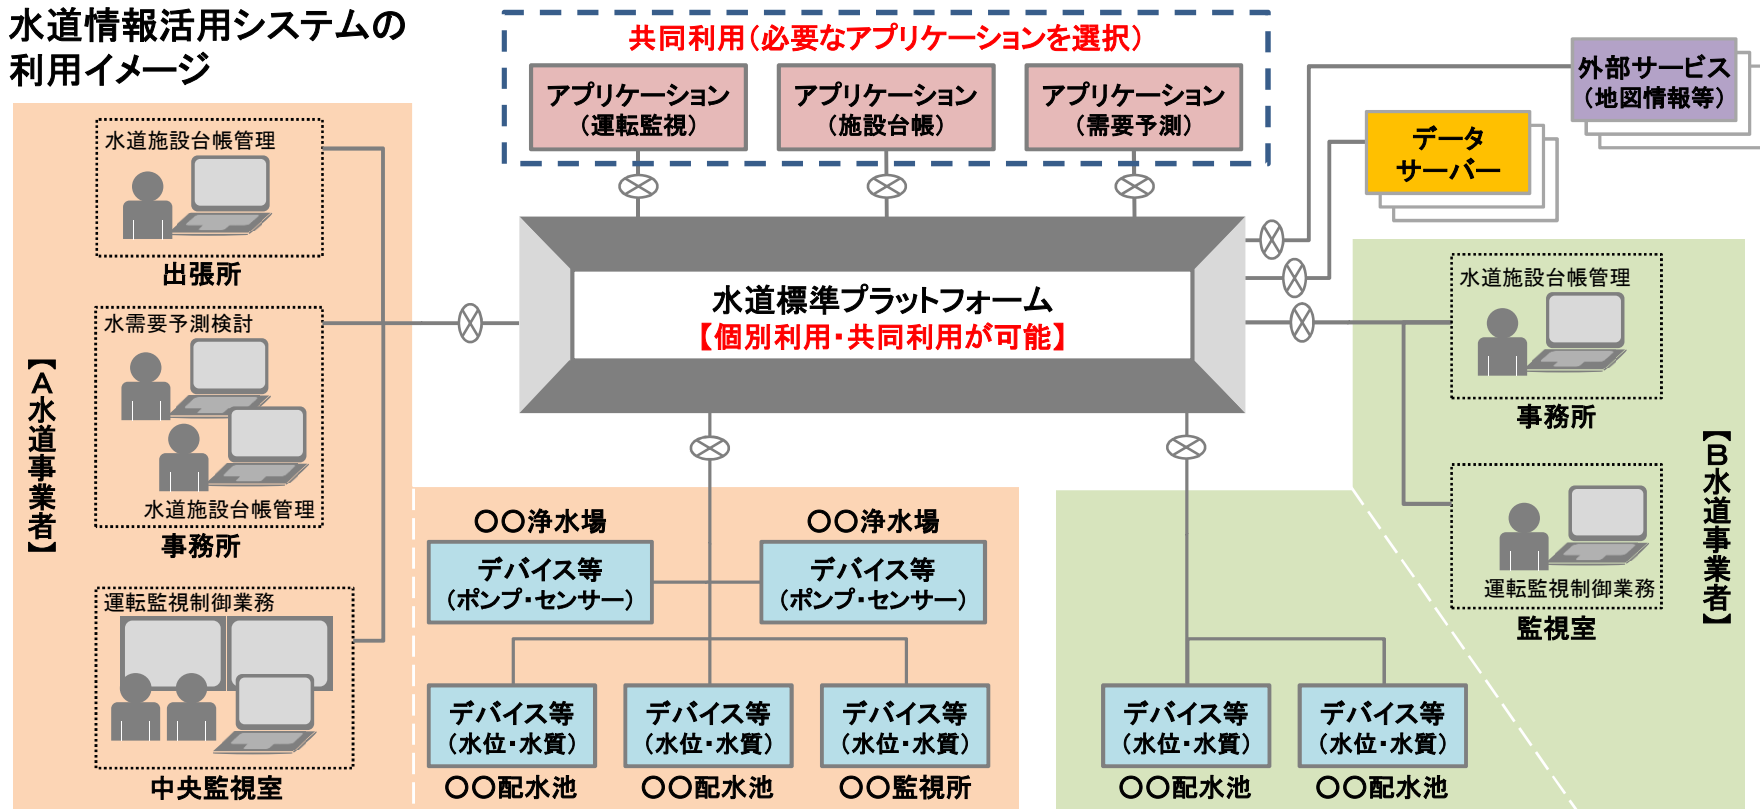 水道情報活用システムの
利用イメージ
共同利用(必要なアプリケーションを選択)
アプリケーション
(運転監視)
アプリケーション
(施設台帳)
アプリケーション
(需要予測)
外部サービス
(地図情報等)
データ
サーバー
水道標準プラットフォーム
【個別利用・共同利用が可能】
【A水道事業者】
水道施設台帳管理
出張所
水需要予測検討
水道施設台帳管理
事務所
運転監視制御業務
中央監視室
〇〇浄水場
デバイス等
(ポンプ・センサー)
〇〇浄水場
デバイス等
(ポンプ・センサー)
デバイス等
(水位・水質)
〇〇配水池
デバイス等
(水位・水質)
〇〇配水池
デバイス等
(水位・水質)
〇〇監視所
【B水道事業者】
水道施設台帳管理
事務所
運転監視制御業務
監視室
デバイス等
(水位・水質)
〇〇配水池
デバイス等
(水位・水質)
〇〇配水池